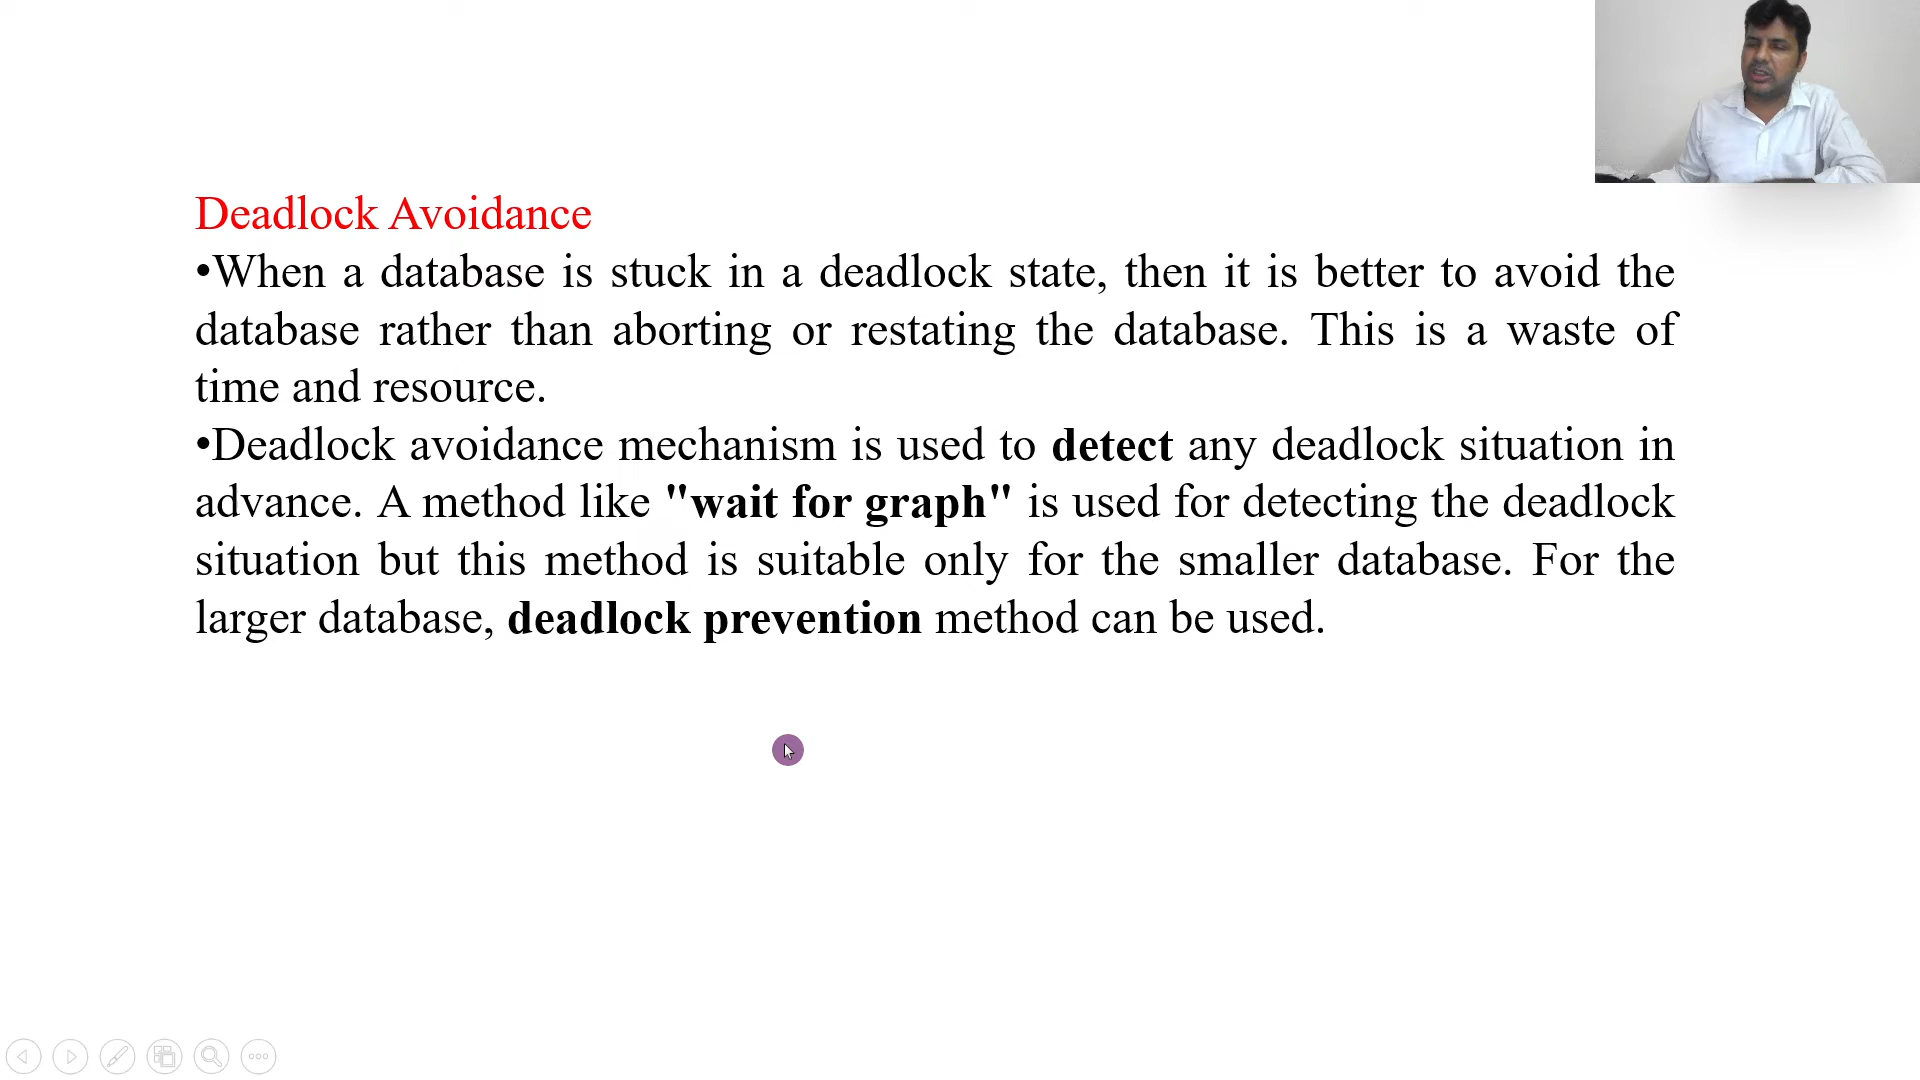 Deadlock Avoidance
•When a database is stuck in a deadlock state, then it is better to avoid the
database rather than aborting or restating the database. This is a waste of
time and resource.
•Deadlock avoidance mechanism is used to detect any deadlock situation in
advance. A method like "wait for graph" is used for detecting the deadlock
situation but this method is suitable only for the smaller database. For the
larger database, deadlock prevention method can be used.